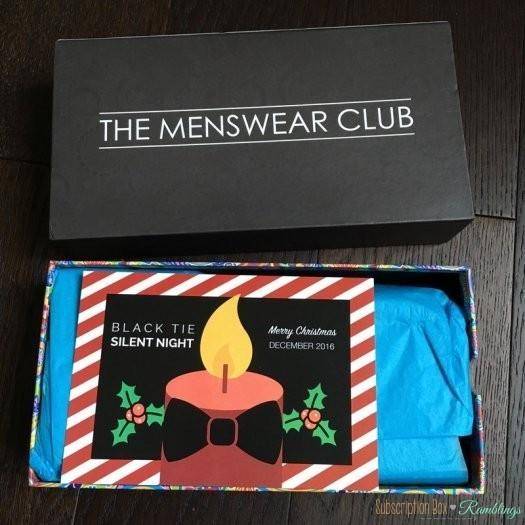 THE MENSWEAR CLUB
BLACK TIE
SILENT NIGHT
Merry Christmas
DECEMBER 2016
Subscription Box ♥ Ramblings